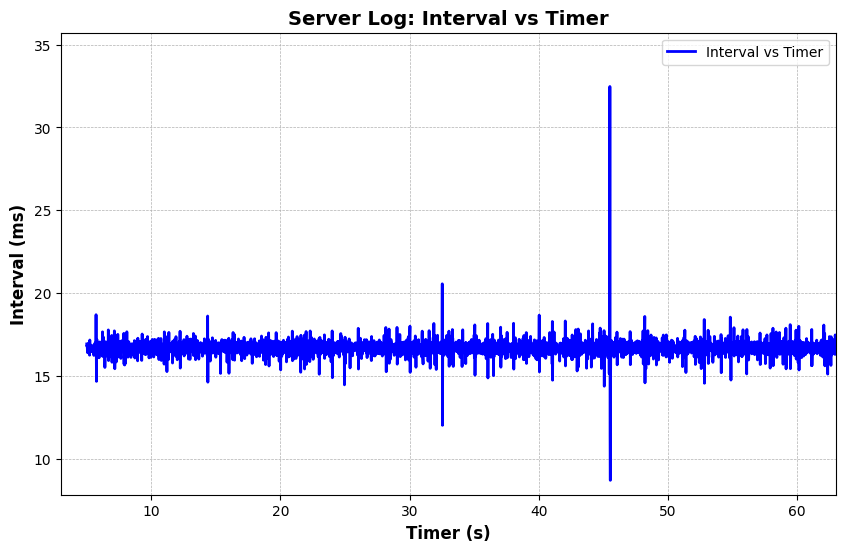 Server Log: Interval vs Timer
Interval vs Timer
35
30
25
20
15
10
Interval (ms)
10 20 30 40 50 60
Timer (s)